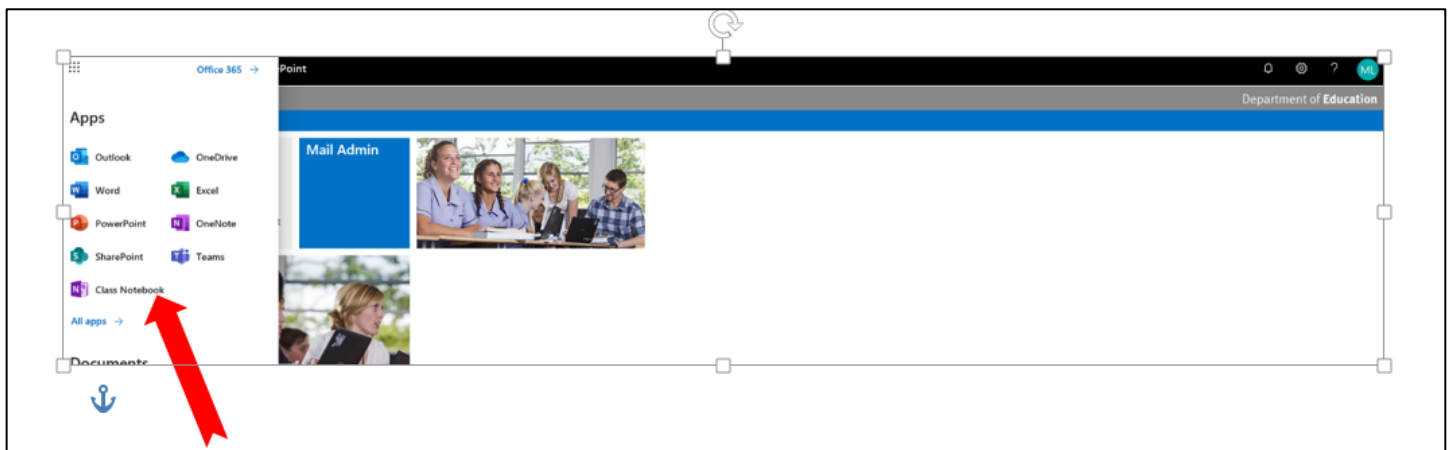 Office 365 → Point
ML
Department of Education
Apps
Outlook OneDrive
Mail Admin
Word Excel
PowerPoint OneNote
SharePoint Teams
Class Notebook
All apps →
Documents